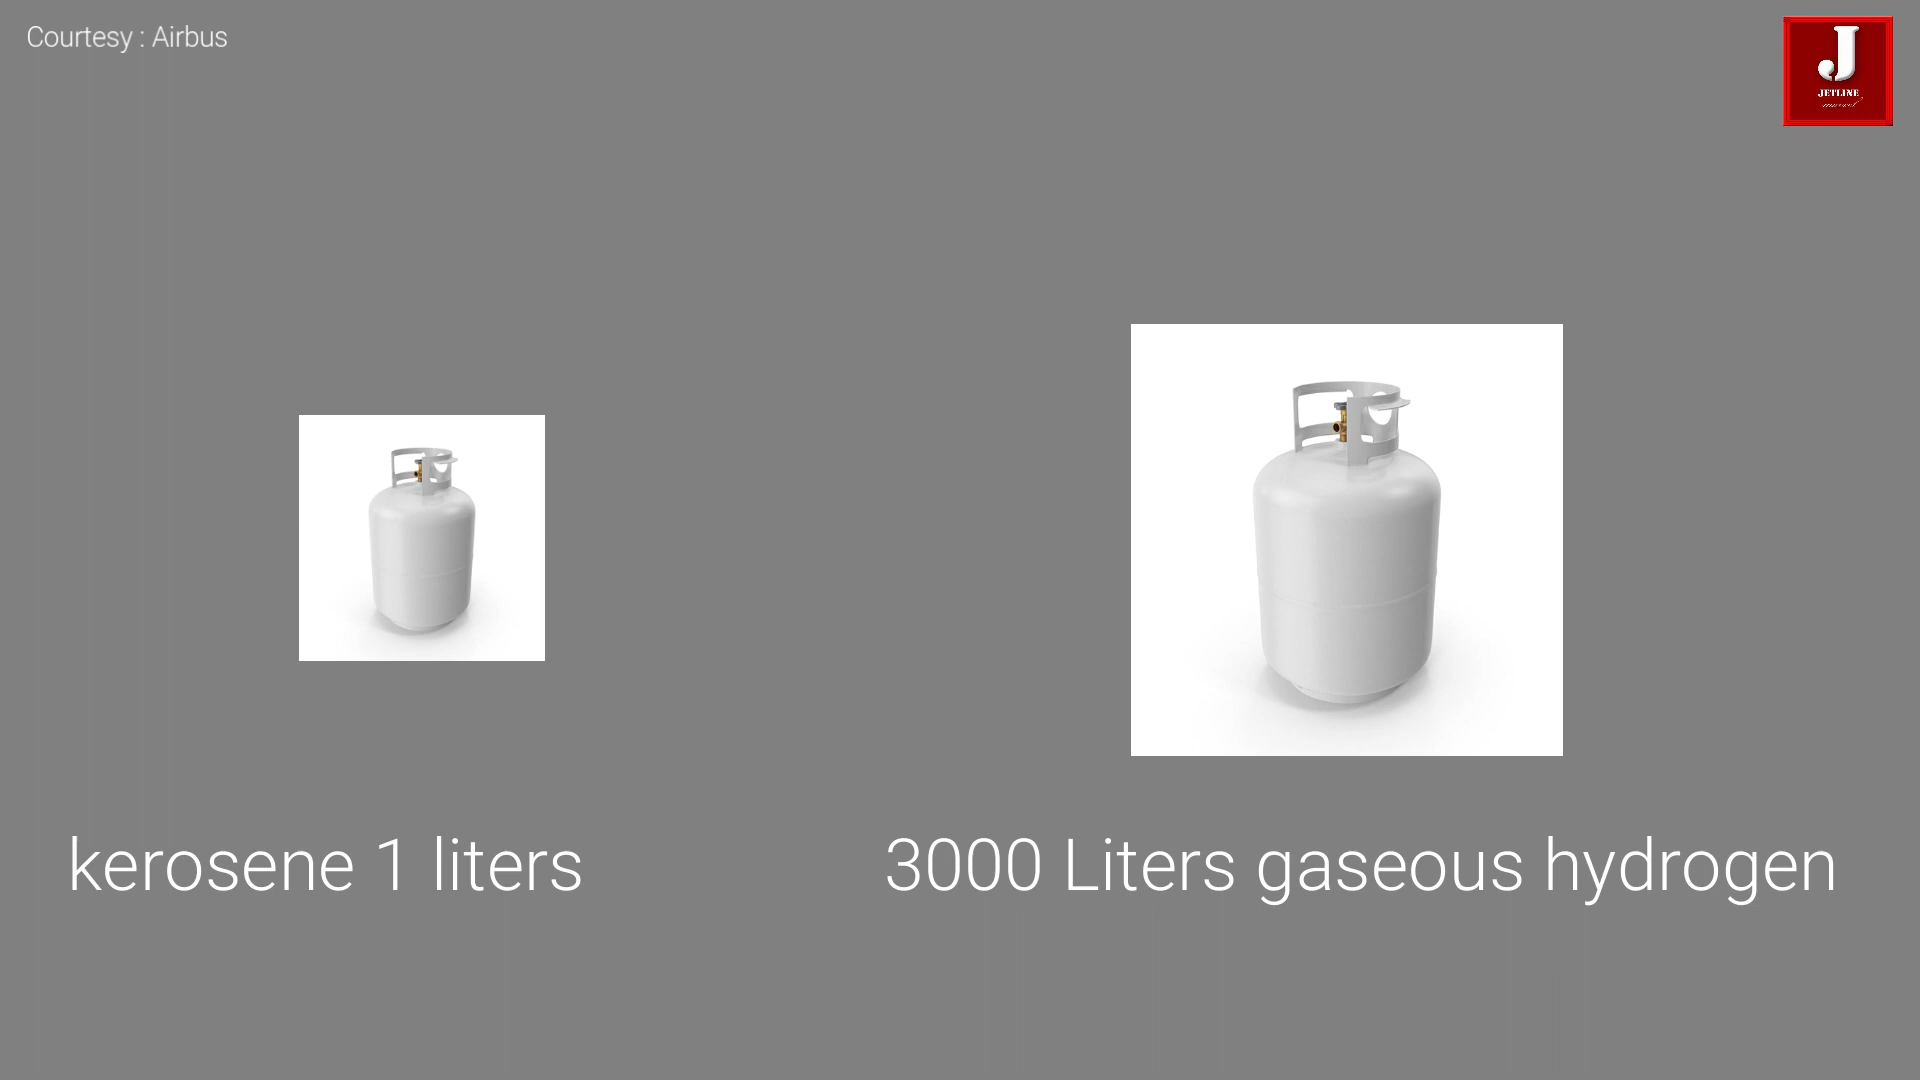 Courtesy : Airbus
J
JETLINE
kerosene 1 liters
3000 Liters gaseous hydrogen